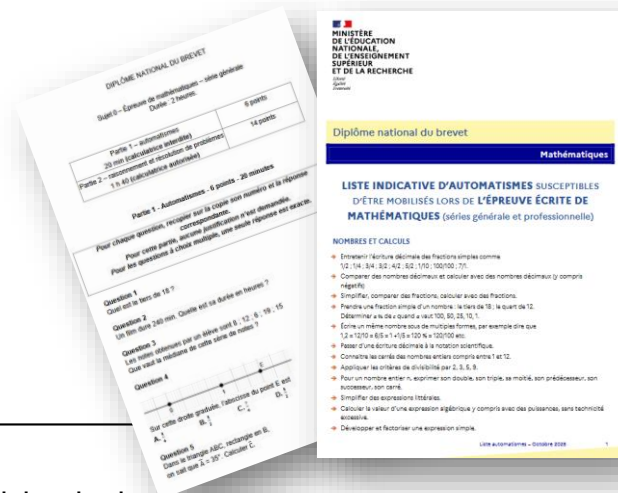 DIPLÔME NATIONAL DU BREVET
Sujet 0 – Épreuve de mathématiques – série générale
Durée : 2 heures.
Partie 1 – automatismes
20 min (calculatrice interdite)
6 points
Partie 2 – raisonnement et résolution de problèmes
1 h 40 (calculatrice autorisée)
14 points
Partie 1 - Automatismes - 6 points - 20 minutes
Pour chaque question, recopier sur la copie son numéro et la réponse
correspondante.
Pour cette partie, aucune justification n'est demandée.
Pour les questions à choix multiple, une seule réponse est exacte.
Question 1
Quel est le tiers de 18 ?
Question 2
Un film dure 240 min. Quelle est sa durée en heures ?
Question 3
Les notes obtenues par un élève sont 8 ; 12 ; 6 ; 19 ; 15
Que vaut la médiane de cette série de notes ?
Question 4
0 1 E
Sur cette droite graduée, l'abscisse du point E est
A. B. C. D.
Question 5
Dans le triangle ABC, rectangle en B,
on sait que Â = 35°. Calculer Ĉ.
MINISTÈRE
DE L'ÉDUCATION
NATIONALE,
DE L'ENSEIGNEMENT
SUPÉRIEUR
ET DE LA RECHERCHE
Liberté
Égalité
Fraternité
Diplôme national du brevet
Mathématiques
LISTE INDICATIVE D'AUTOMATISMES SUSCEPTIBLES
D'ÊTRE MOBILISÉS LORS DE L'ÉPREUVE ÉCRITE DE
MATHÉMATIQUES (séries générale et professionnelle)
NOMBRES ET CALCULS
→ Entretenir l'écriture décimale des fractions simples comme
1/2 ; 1/4 ; 3/4 ; 3/2 ; 4/2 ; 5/2 ; 1/10 ; 100/100 ; 7/1.
→ Comparer des nombres décimaux et calculer avec des nombres décimaux (y compris
négatifs)
→ Simplifier, comparer des fractions, calculer avec des fractions.
→ Prendre une fraction simple d'un nombre : le tiers de 18 ; le quart de 12.
Déterminer a % de z quand a vaut 100, 50, 25, 10, 1.
→ Écrire un même nombre sous de multiples formes, par exemple dire que
1,2 = 12/10 = 6/5 = 1 +1/5 = 120 % = 120/100 etc.
→ Passer d'une écriture décimale à la notation scientifique.
→ Connaitre les carrés des nombres entiers compris entre 1 et 12.
→ Appliquer les critères de divisibilité par 2, 3, 5, 9.
→ Pour un nombre entier n, exprimer son double, son triple, sa moitié, son prédécesseur, son
successeur, son carré.
→ Simplifier des expressions littérales.
→ Calculer la valeur d'une expression algébrique y compris avec des puissances, sans technicité
excessive.
→ Développer et factoriser une expression simple.
Liste automatismes – Octobre 2025 1